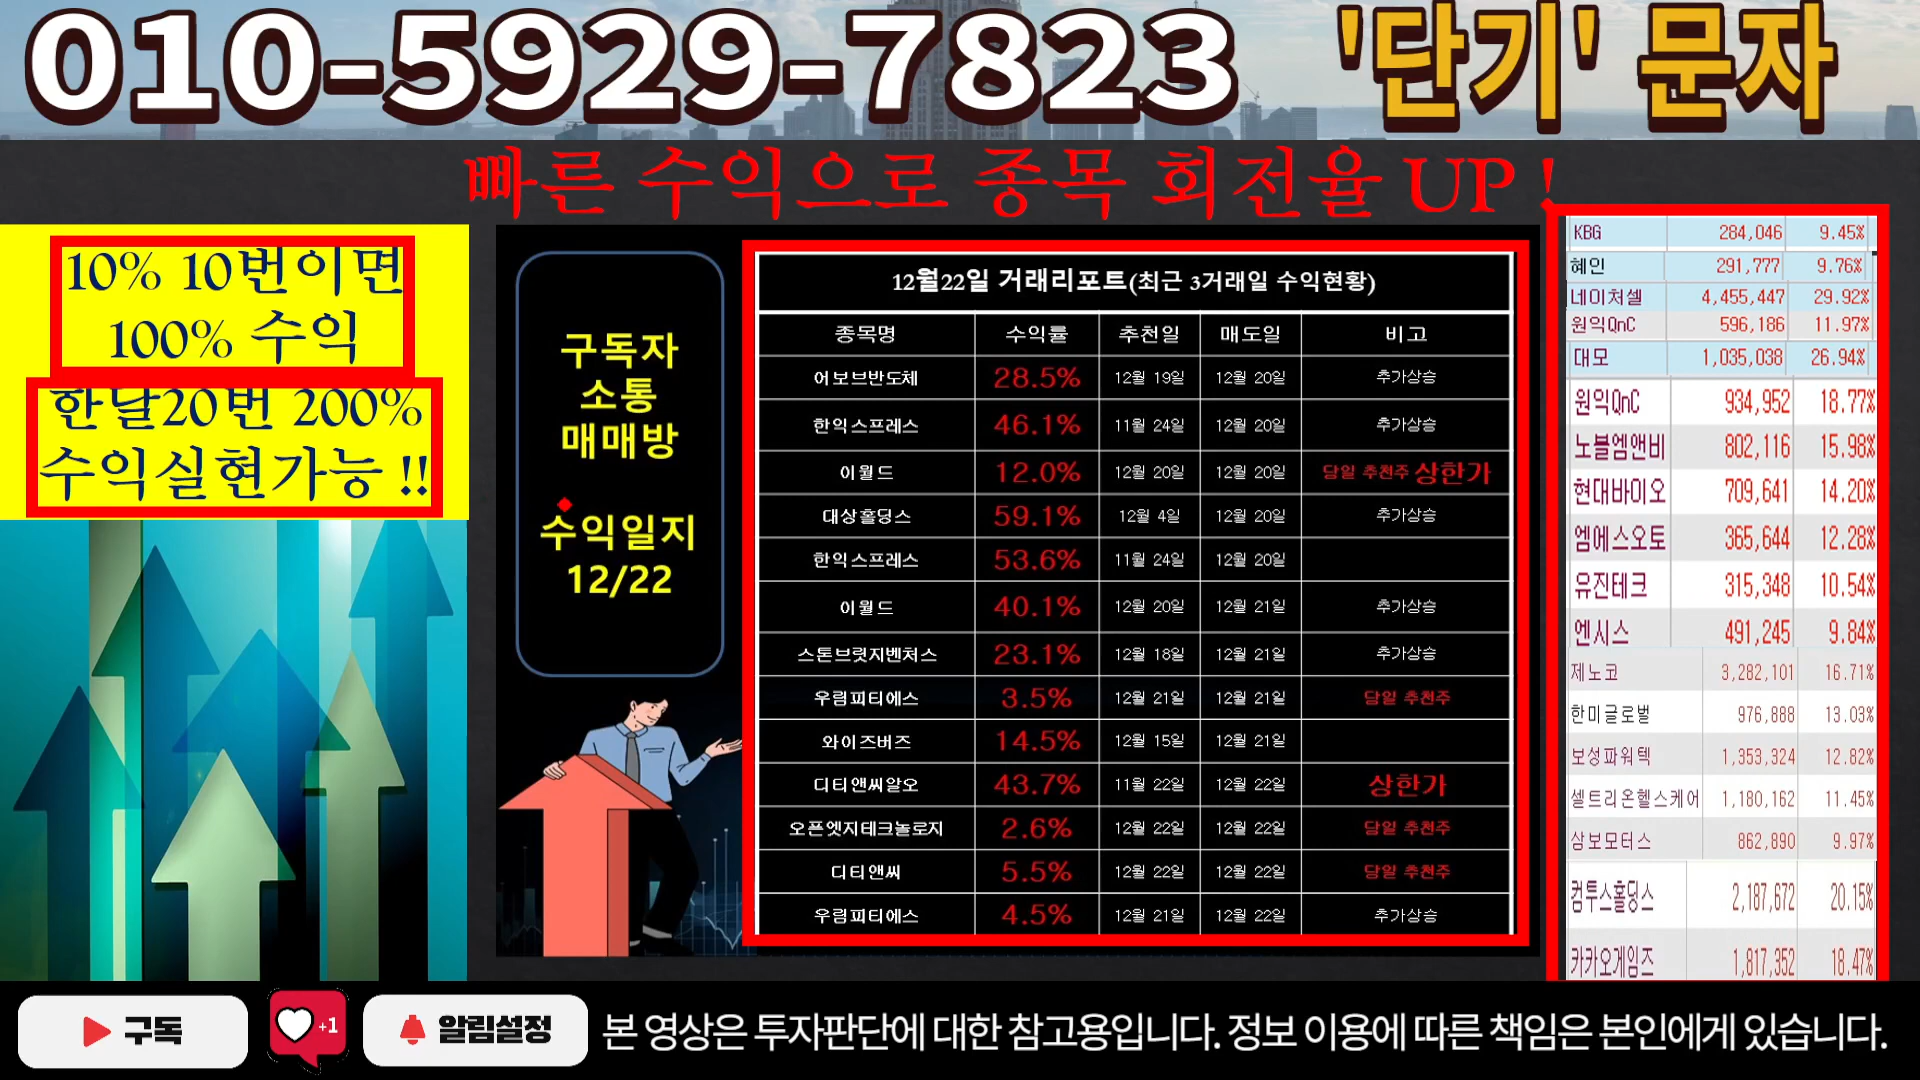 010-5929-7823 '단기' 문자
빠른 수익으로 종목 회전율 UP !
10% 10번이면
100% 수익
한달20번 200%
수익실현가능 !!
구독자
소통
매매방
수익일지
12/22
12월22일 거래리포트(최근 3거래일 수익현황)
종목명 수익률 추천일 매도일 비고
어보브반도체 28.5% 12월 19일 12월 20일 추가상승
한익스프레스 46.1% 11월 24일 12월 20일 추가상승
이월드 12.0% 12월 20일 12월 20일 당일 추천주 상한가
대상홀딩스 59.1% 12월 4일 12월 20일 추가상승
한익스프레스 53.6% 11월 24일 12월 20일
이월드 40.1% 12월 20일 12월 21일 추가상승
스톤브릿지벤처스 23.1% 12월 18일 12월 21일 추가상승
우림피티에스 3.5% 12월 21일 12월 21일 당일 추천주
와이즈버즈 14.5% 12월 15일 12월 21일
디티앤씨알오 43.7% 11월 22일 12월 22일 상한가
오픈엣지테크놀로지 2.6% 12월 22일 12월 22일 당일 추천주
디티앤씨 5.5% 12월 22일 12월 22일 당일 추천주
우림피티에스 4.5% 12월 21일 12월 22일 추가상승
KBG 284,046 9.45%
혜인 291,777 9.76%
네이처셀 4,455,447 29.92%
원익QnC 596,186 11.97%
대모 1,035,038 26.94%
원익QnC 934,952 18.77%
노블엠앤비 802,116 15.98%
현대바이오 709,641 14.20%
엠에스오토 365,644 12.28%
유진테크 315,348 10.54%
엔시스 491,245 9.84%
제노코 3,282,101 16.71%
한미글로벌 976,888 13.03%
보성파워텍 1,353,324 12.82%
셀트리온헬스케어 1,180,162 11.45%
상보모터스 862,890 9.97%
컴투스홀딩스 2,187,672 20.15%
카카오게임즈 1,817,352 18.47%
구독 +1 알림설정 본 영상은 투자판단에 대한 참고용입니다. 정보 이용에 따른 책임은 본인에게 있습니다.